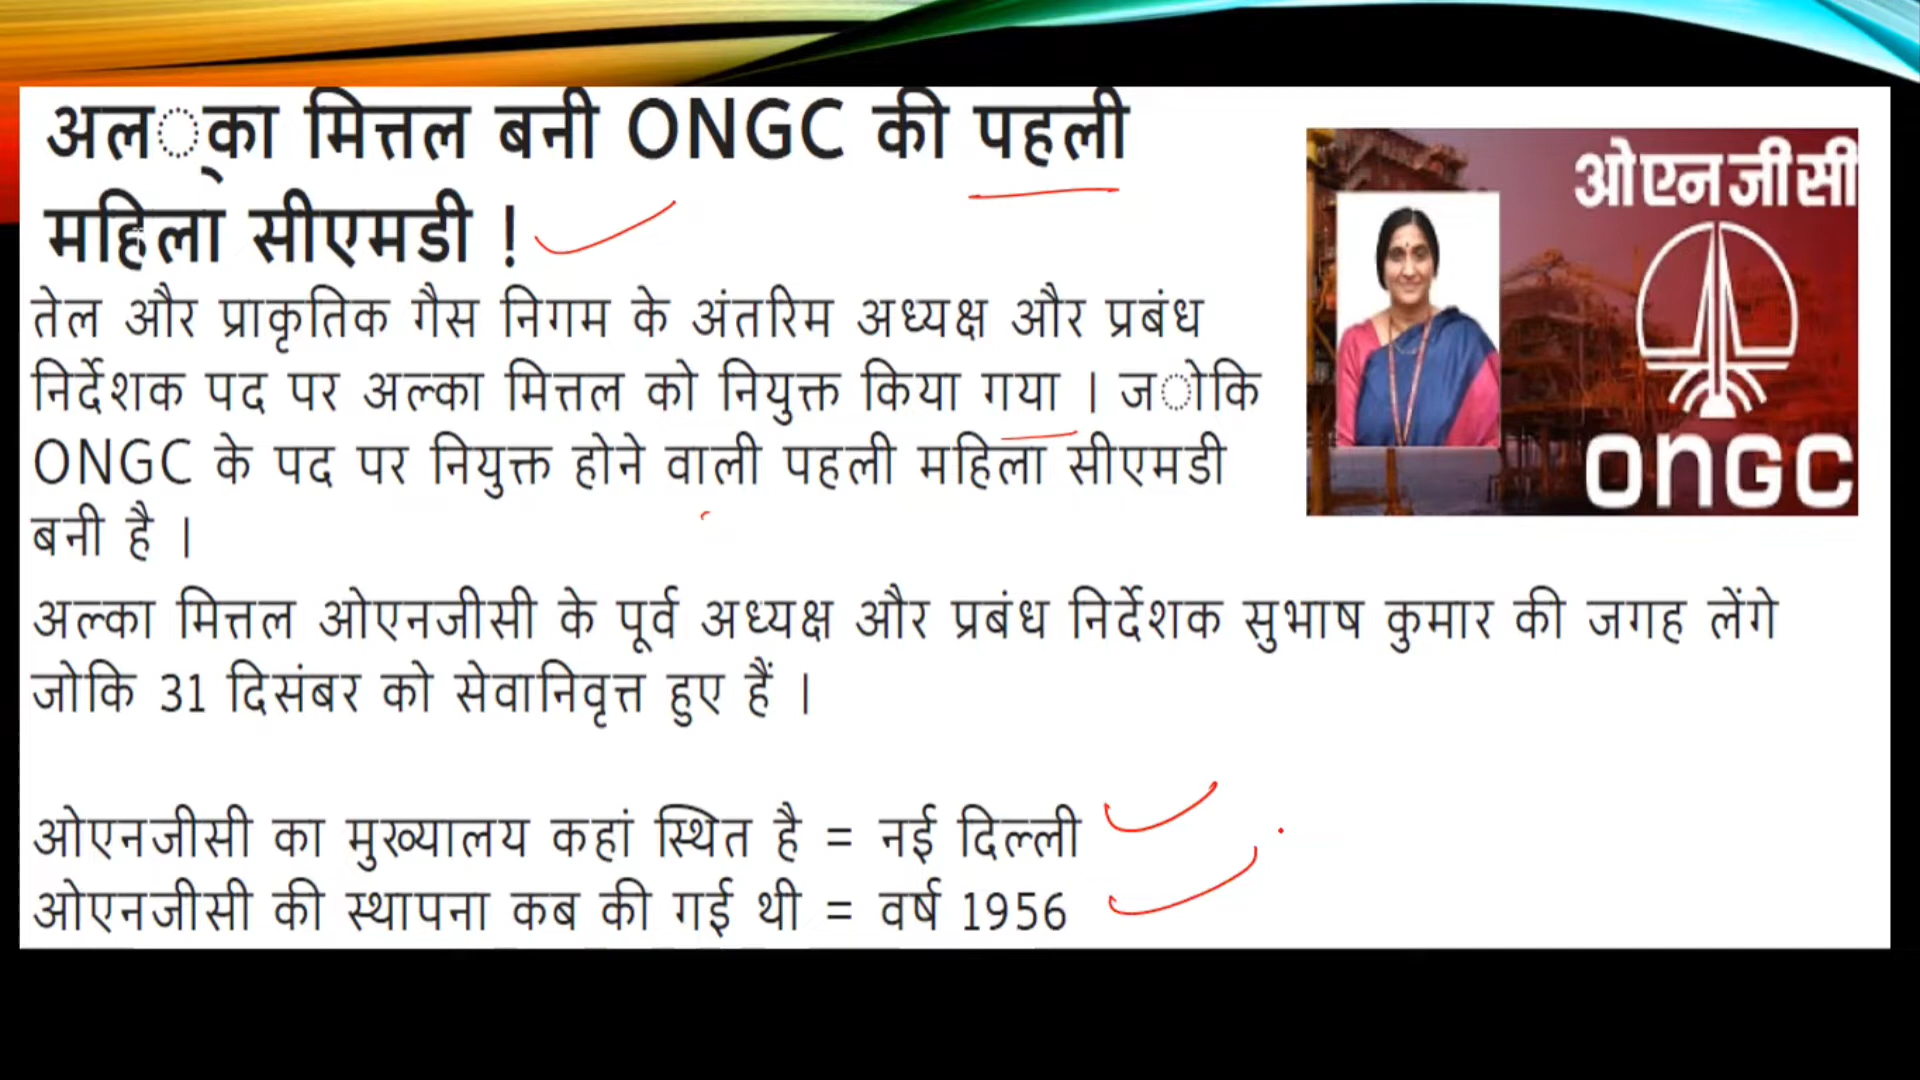 अल्का मित्तल बनी ONGC की पहली
महिला सीएमडी !
तेल और प्राकृतिक गैस निगम के अंतरिम अध्यक्ष और प्रबंध
निर्देशक पद पर अल्का मित्तल को नियुक्त किया गया । जोकि
ONGC के पद पर नियुक्त होने वाली पहली महिला सीएमडी
बनी है ।
अल्का मित्तल ओएनजीसी के पूर्व अध्यक्ष और प्रबंध निर्देशक सुभाष कुमार की जगह लेंगे
जोकि 31 दिसंबर को सेवानिवृत्त हुए हैं ।
ओएनजीसी का मुख्यालय कहां स्थित है = नई दिल्ली
ओएनजीसी की स्थापना कब की गई थी = वर्ष 1956
ओएनजीसी
ONGC